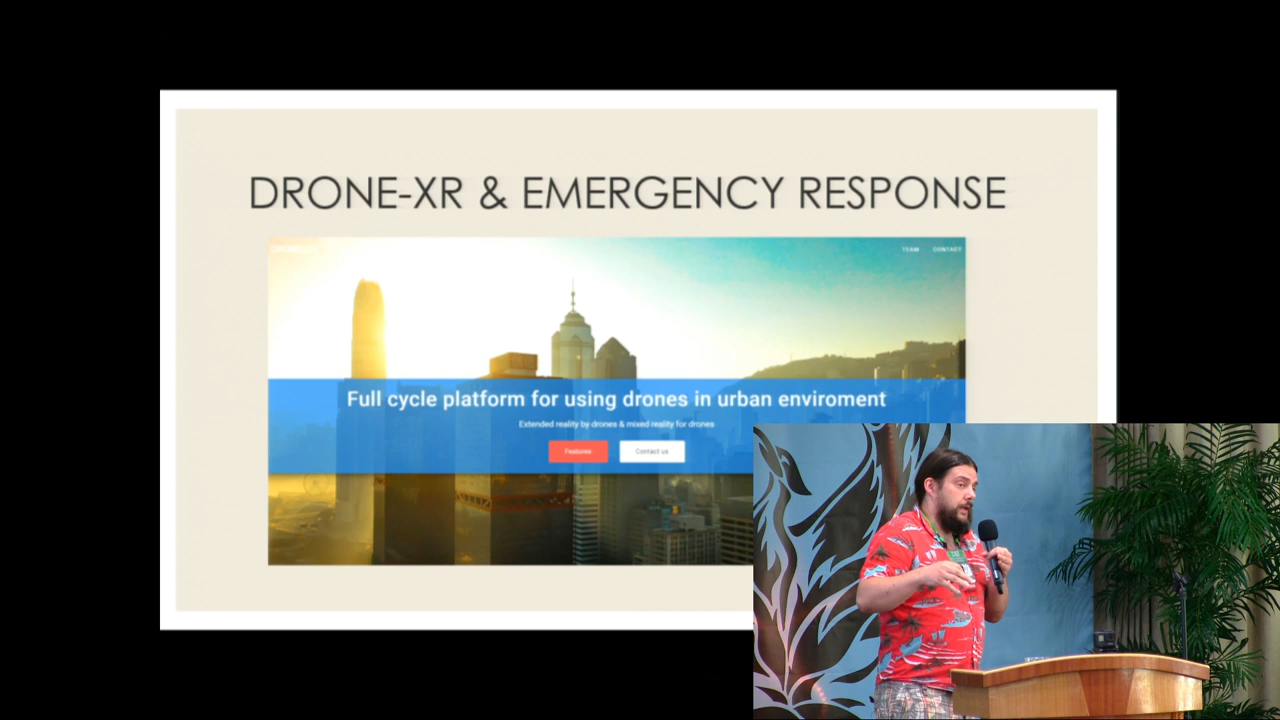 DRONE-XR & EMERGENCY RESPONSE
TEAM CONTACT
Full cycle platform for using drones in urban enviroment
Extended reality by drones & mixed reality for drones
Features Contact us